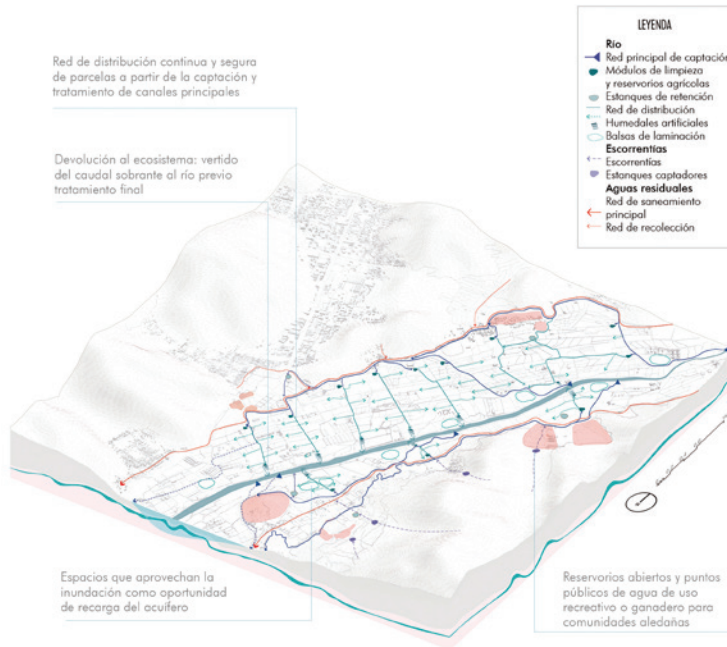 Red de distribución continua y segura
de parcelas a partir de la captación y
tratamiento de canales principales
Devolución al ecosistema: vertido
del caudal sobrante al río previo
tratamiento final
LEYENDA
Río
Red principal de captación
Módulos de limpieza
y reservorios agrícolas
Estanques de retención
Red de distribución
Humedales artificiales
Balsas de laminación
Escorrentías
Escorrentías
Estanques captadores
Aguas residuales
Red de saneamiento
principal
Red de recolección
Espacios que aprovechan la
inundación como oportunidad
de recarga del acuífero
Reservorios abiertos y puntos
públicos de agua de uso
recreativo o ganadero para
comunidades aledañas